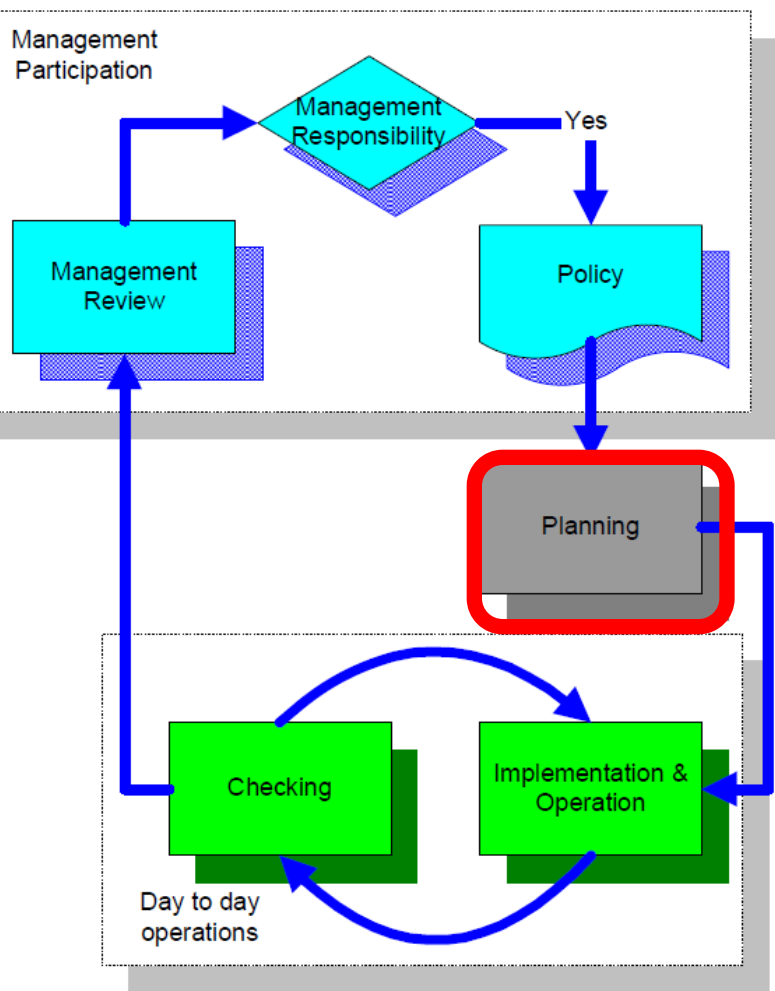 Management
Participation
Management
Responsibility
Yes
Management
Review
Policy
Planning
Checking
Implementation &
Operation
Day to day
operations